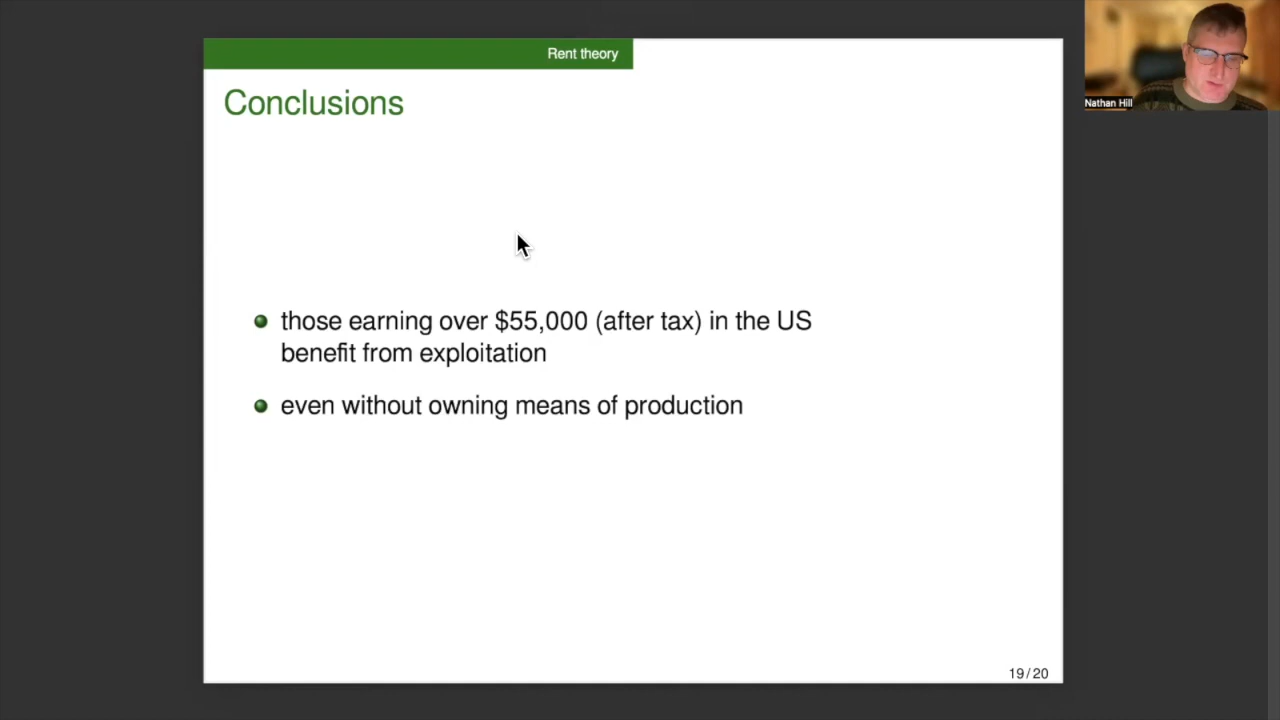 Rent theory
Conclusions
Nathan Hill
those earning over $55,000 (after tax) in the US
benefit from exploitation
even without owning means of production
19/20